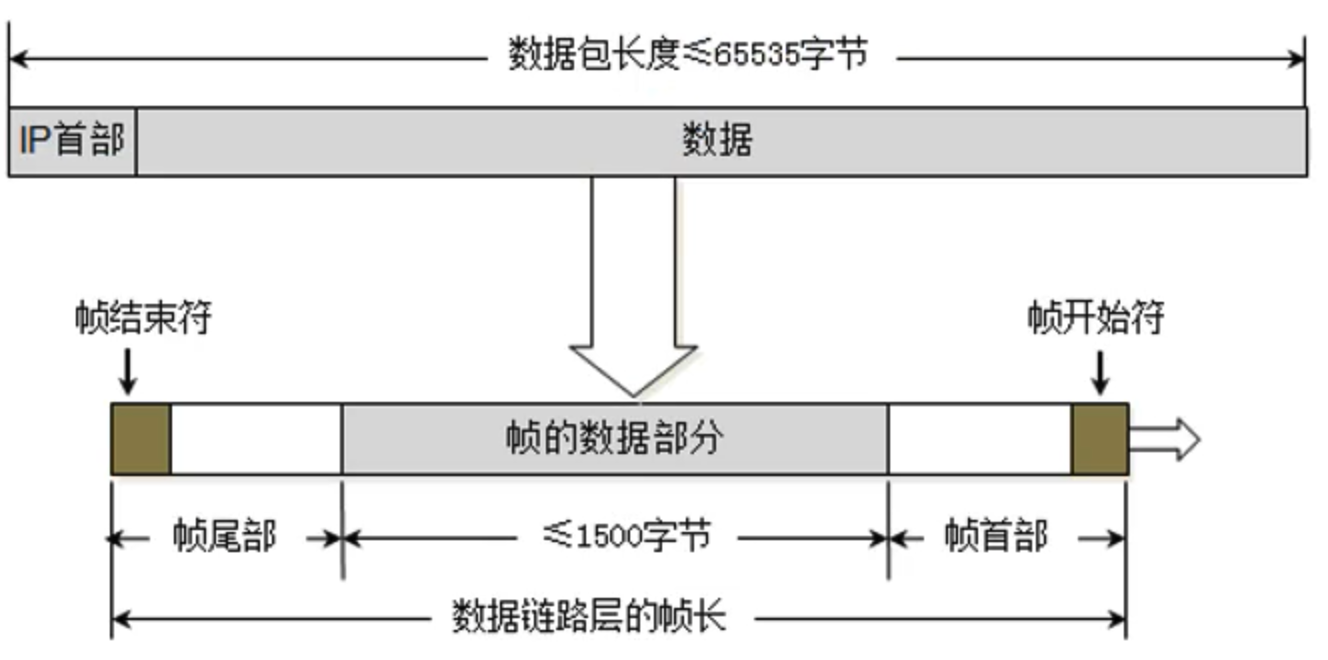 数据包长度≤65535字节
IP首部 数据
帧结束符 帧开始符
帧的数据部分
帧尾部 ≤1500字节 帧首部
数据链路层的帧长